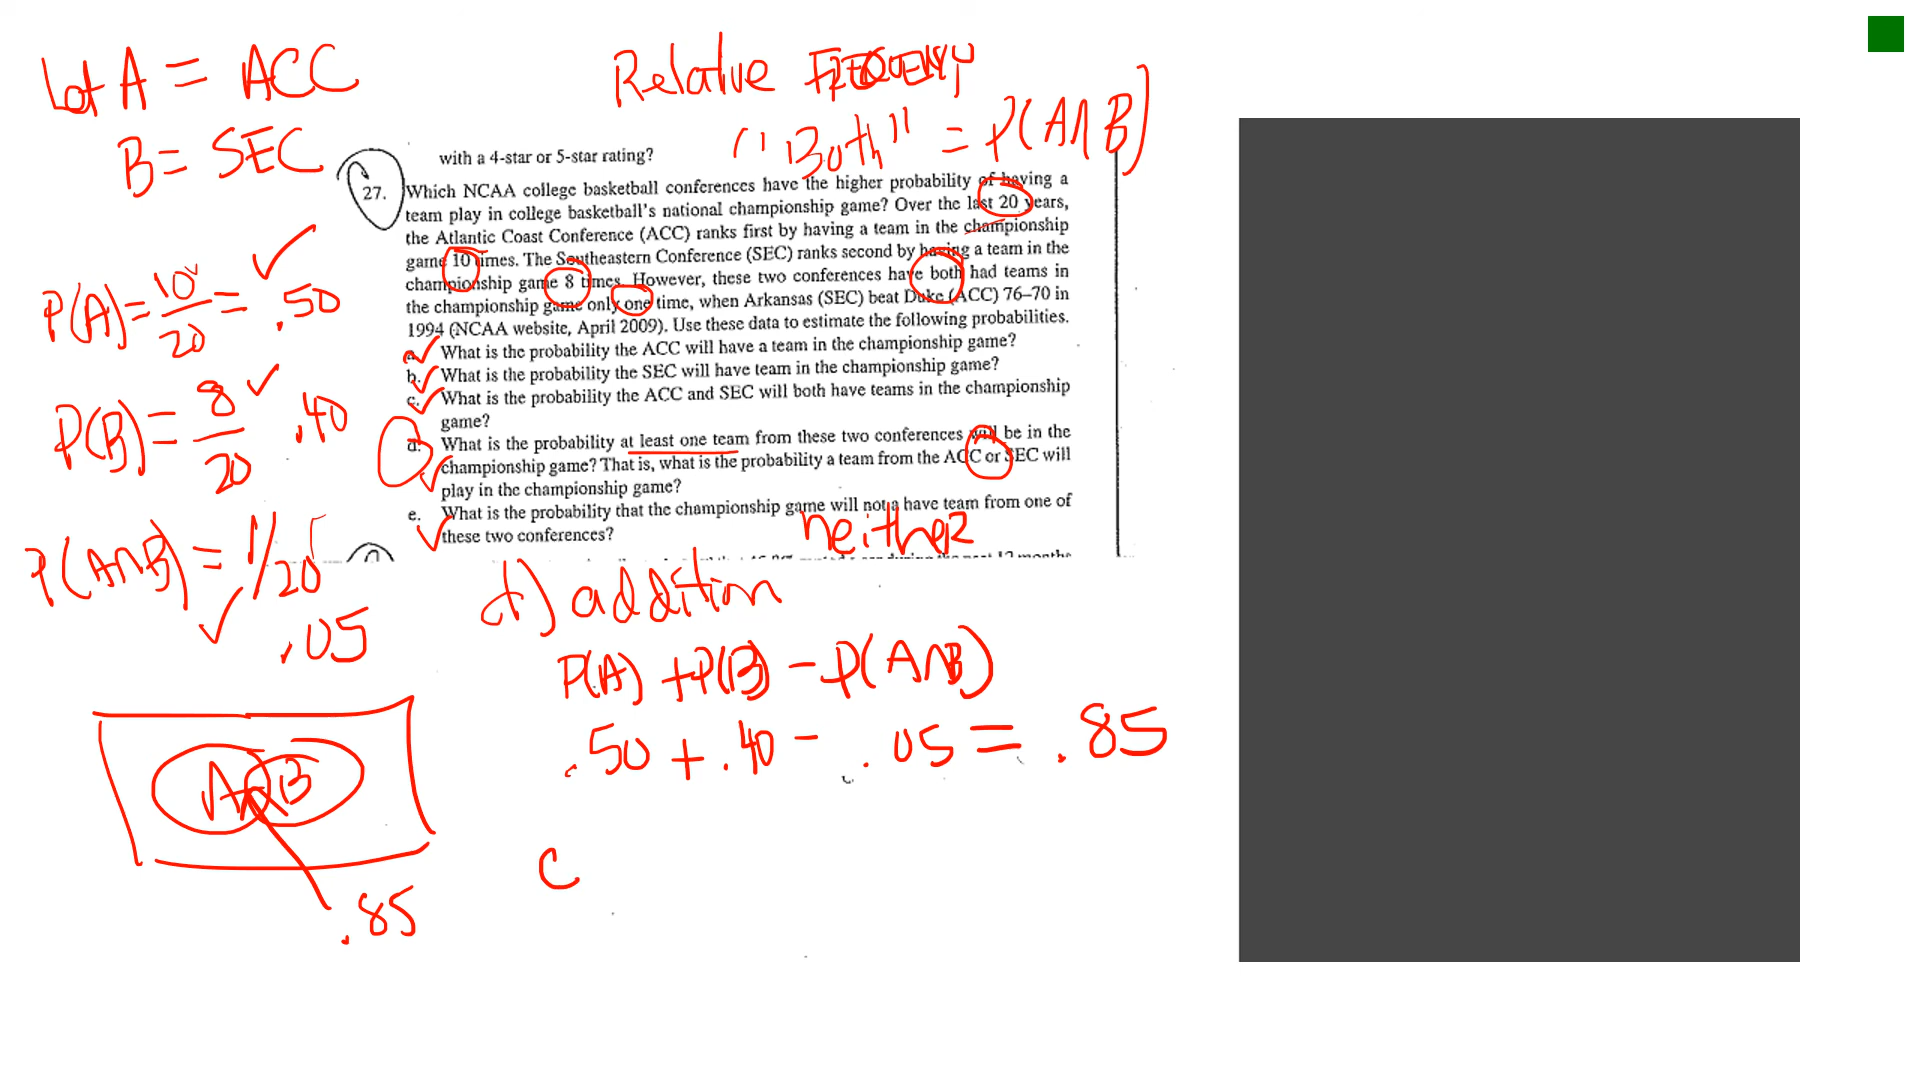 Let A = ACC
B = SEC
Relative FREQUENCY
"Both" = P(A∩B)
with a 4-star or 5-star rating?
27. Which NCAA college basketball conferences have the higher probability of having a
team play in college basketball's national championship game? Over the last 20 years,
the Atlantic Coast Conference (ACC) ranks first by having a team in the championship
game 10 times. The Southeastern Conference (SEC) ranks second by having a team in the
championship game 8 times. However, these two conferences have both had teams in
the championship game only one time, when Arkansas (SEC) beat Duke (ACC) 76–70 in
1994 (NCAA website, April 2009). Use these data to estimate the following probabilities.
a. What is the probability the ACC will have a team in the championship game?
b. What is the probability the SEC will have team in the championship game?
c. What is the probability the ACC and SEC will both have teams in the championship
game?
d. What is the probability at least one team from these two conferences will be in the
championship game? That is, what is the probability a team from the ACC or SEC will
play in the championship game?
e. What is the probability that the championship game will not a have team from one of
these two conferences?
neither
P(A) = 10/20 = .50
P(B) = 8/20 .40
P(A∩B) = 1/20
.05
d) addition
P(A) + P(B) - P(A∩B)
.50 + .40 - .05 = .85
A B
.85
C